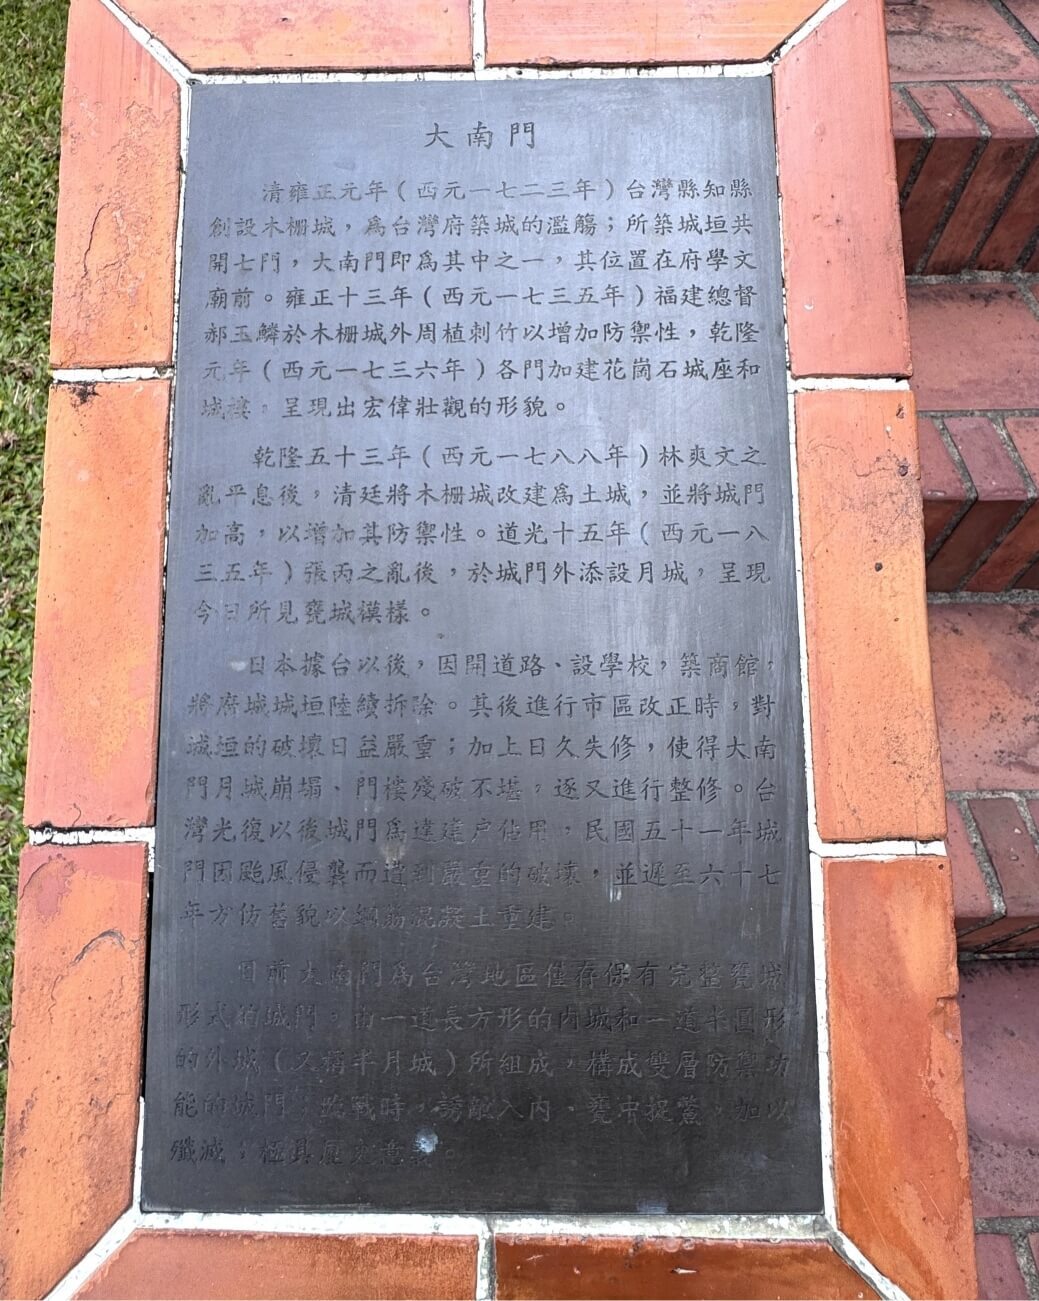 大南門
清雍正元年(西元一七二三年)台灣縣知縣
創設木柵城,為台灣府築城的濫觴;所築城垣共
開七門,大南門即為其中之一,其位置在府學文
廟前。雍正十三年(西元一七三五年)福建總督
郝玉麟於木柵城外周植刺竹以增加防禦性,乾隆
元年(西元一七三六年)各門加建花崗石城座和
城樓,呈現出宏偉壯觀的形貌。
乾隆五十三年(西元一七八八年)林爽文之
亂平息後,清廷將木柵城改建為土城,並將城門
加高,以增加其防禦性。道光十五年(西元一八
三五年)張丙之亂後,於城門外添設月城,呈現
今日所見甕城模樣。
日本據台以後,因開道路、設學校,築商館,
將府城城垣陸續拆除。其後進行市區改正時,對
城垣的破壞日益嚴重;加上日久失修,使得大南
門月城崩塌、門樓殘破不堪,逐又進行整修。台
灣光復以後城門為違建戶佔用,民國五十一年城
門因颱風侵襲而遭到嚴重的破壞,並遲至六十七
年方仿舊貌以鋼筋混凝土重建。
目前大南門為台灣地區僅存保有完整甕城
形式的城門,由一道長方形的內城和一道半圓形
的外城(又稱半月城)所組成,構成雙層防禦功
能的城門,攻戰時,誘敵入內、甕中捉鱉,加以
殲滅,極具歷史意義。